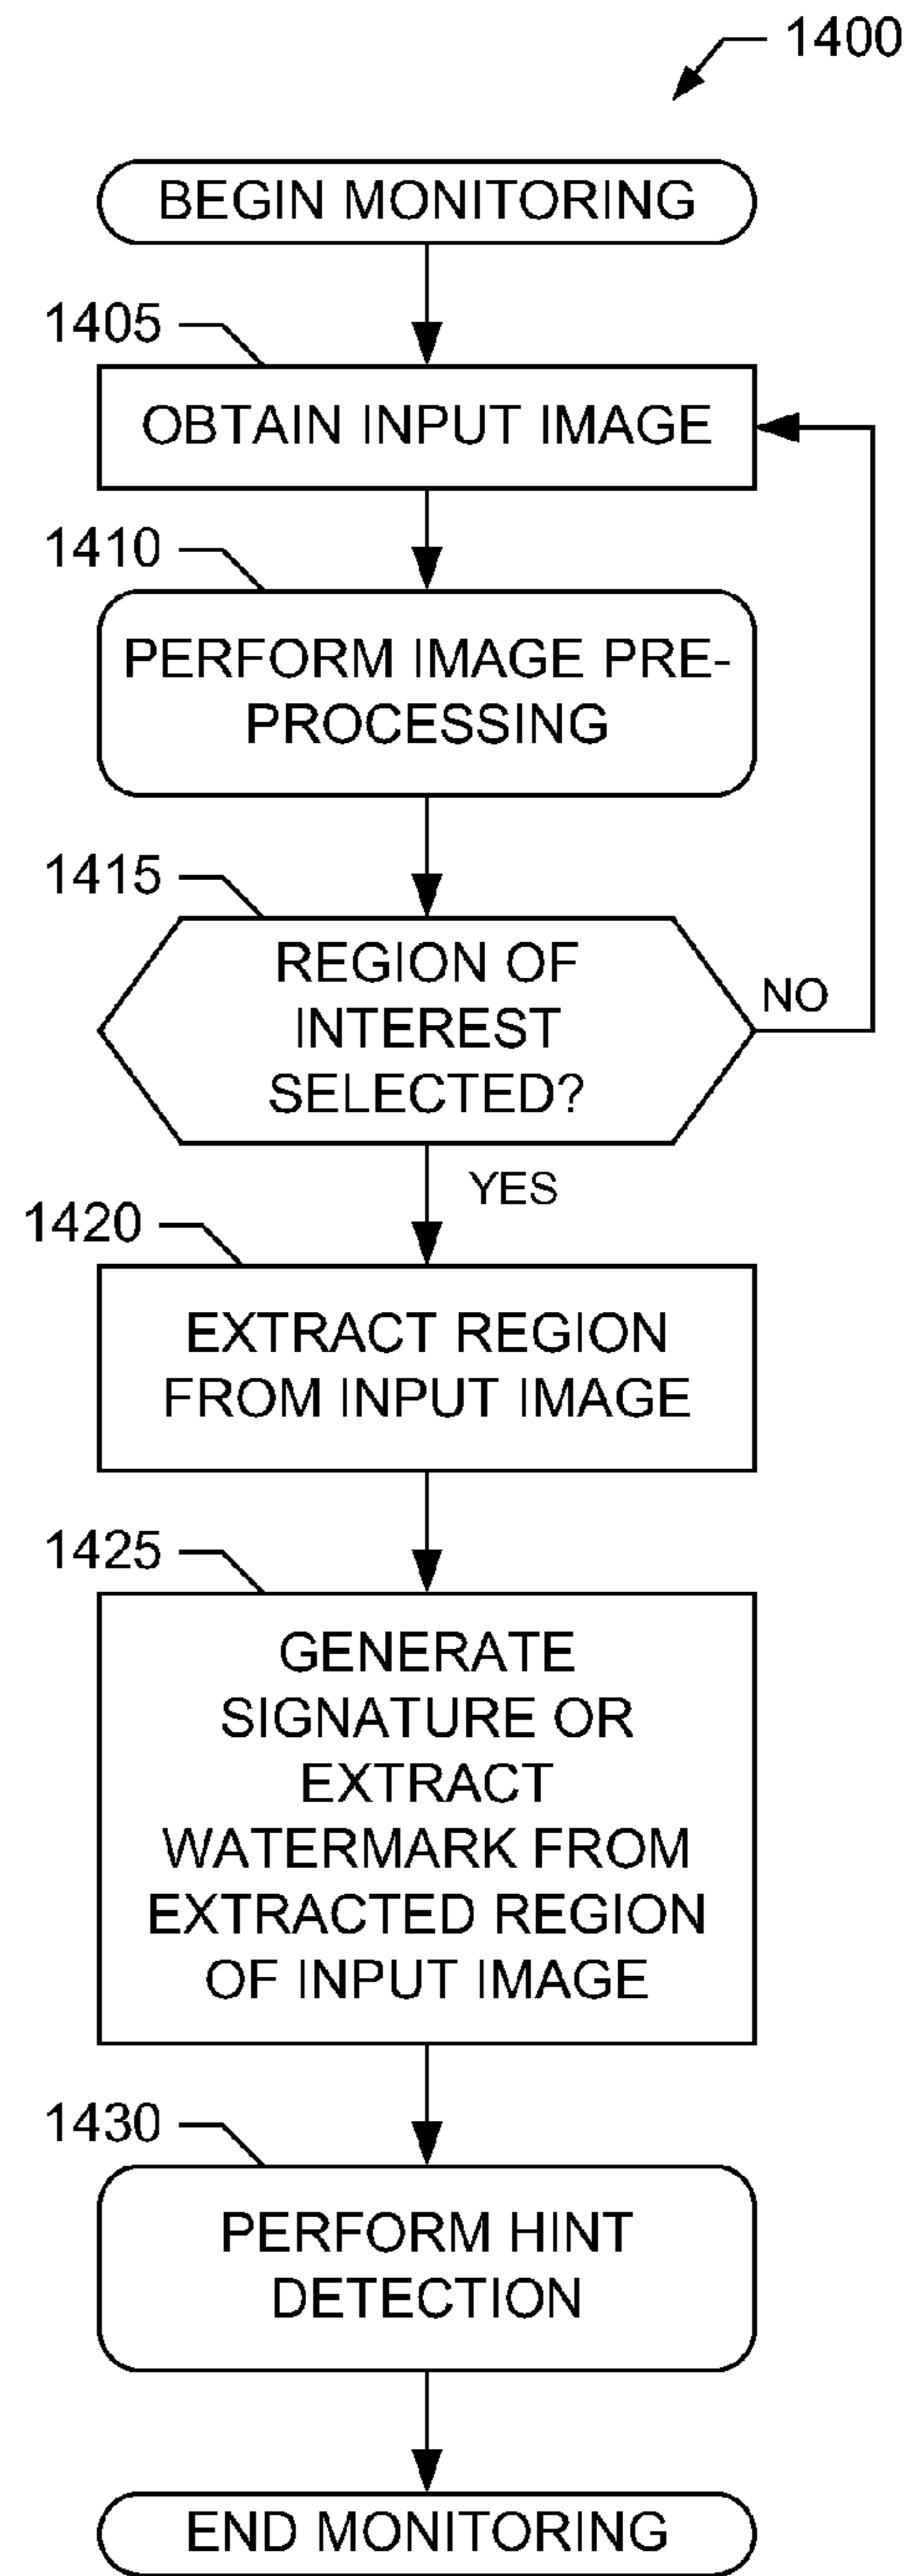 1400
BEGIN MONITORING
1405
OBTAIN INPUT IMAGE
1410
PERFORM IMAGE PRE-
PROCESSING
1415
REGION OF
INTEREST
SELECTED?
NO
YES
1420
EXTRACT REGION
FROM INPUT IMAGE
1425
GENERATE
SIGNATURE OR
EXTRACT
WATERMARK FROM
EXTRACTED REGION
OF INPUT IMAGE
1430
PERFORM HINT
DETECTION
END MONITORING